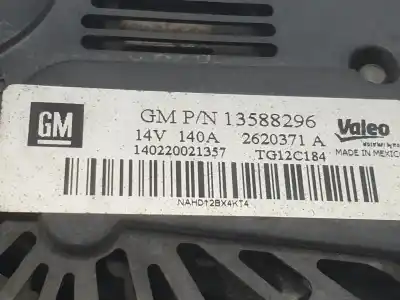 GM
GM P/N 13588296
14V 140A 2620371 A
Valeo
140220021357 TG12C184
MADE IN MEXICO
NAHD12BX4KT4